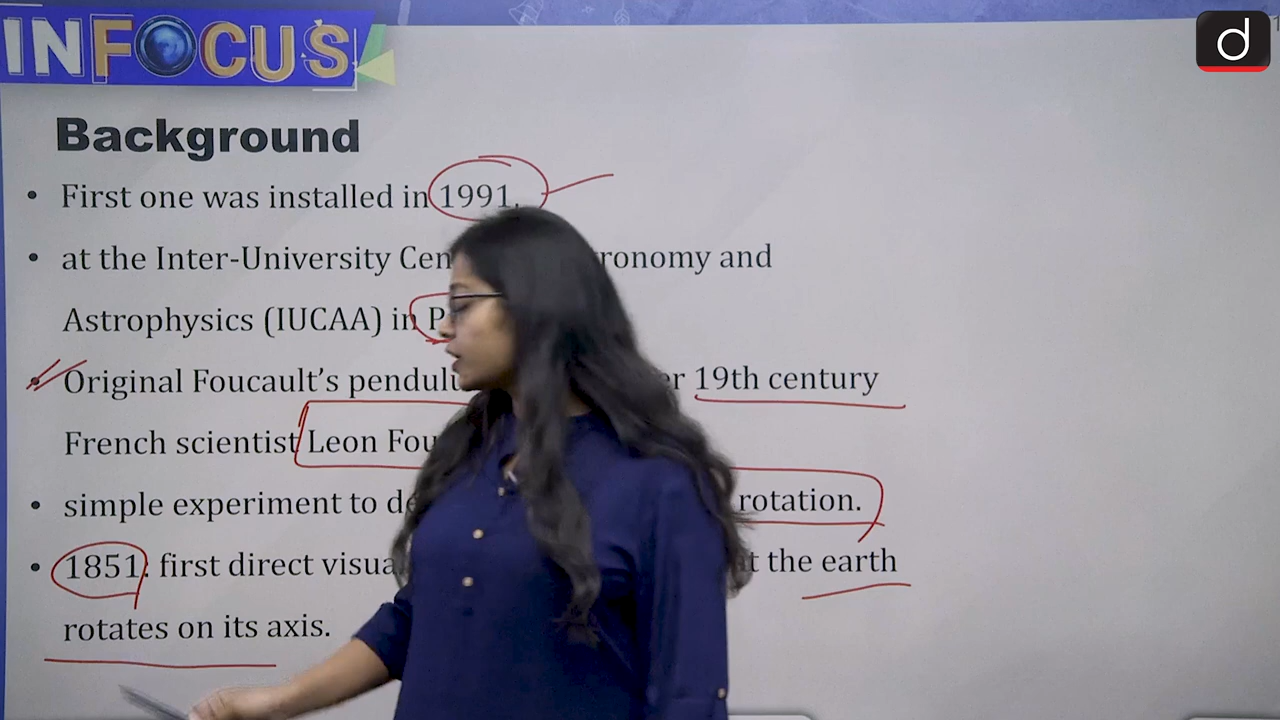 INFOCUS
d
Background
• First one was installed in 1991.
• at the Inter-University Cen ronomy and
Astrophysics (IUCAA) in P
• Original Foucault's pendulu er 19th century
French scientist Leon Fou
• simple experiment to de rotation.
• 1851. first direct visua t the earth
rotates on its axis.